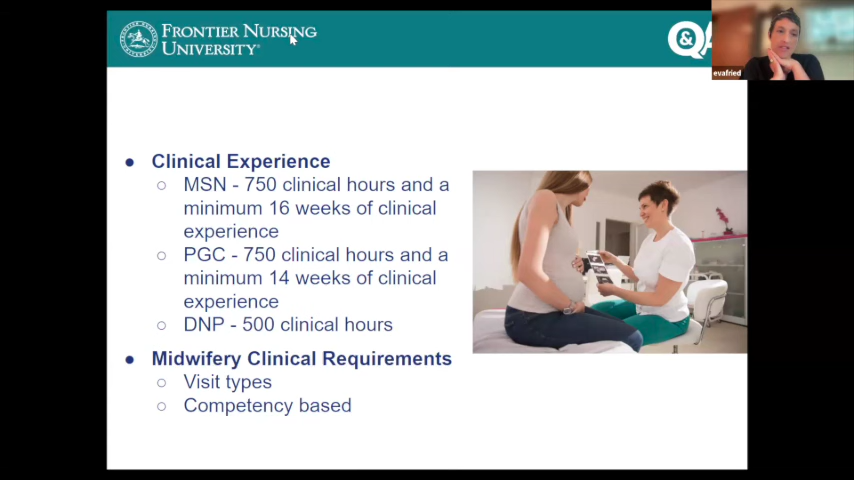 FRONTIER NURSING
UNIVERSITY®
Q&A
evafried
● Clinical Experience
○ MSN - 750 clinical hours and a
minimum 16 weeks of clinical
experience
○ PGC - 750 clinical hours and a
minimum 14 weeks of clinical
experience
○ DNP - 500 clinical hours
● Midwifery Clinical Requirements
○ Visit types
○ Competency based